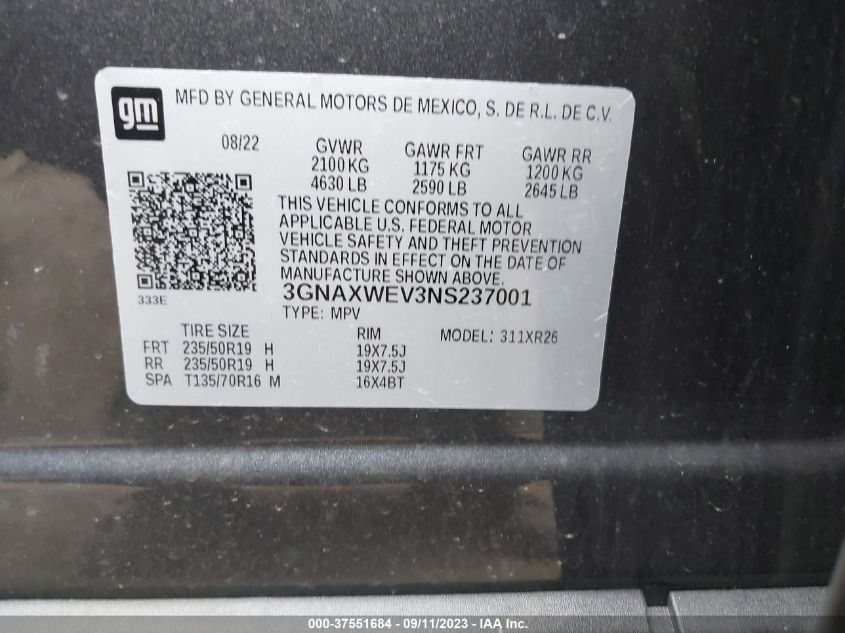 gm
MFD BY GENERAL MOTORS DE MEXICO, S. DE R.L. DE C.V.
08/22 GVWR GAWR FRT GAWR RR
2100 KG 1175 KG 1200 KG
4630 LB 2590 LB 2645 LB
THIS VEHICLE CONFORMS TO ALL
APPLICABLE U.S. FEDERAL MOTOR
VEHICLE SAFETY AND THEFT PREVENTION
STANDARDS IN EFFECT ON THE DATE OF
MANUFACTURE SHOWN ABOVE.
3GNAXWEV3NS237001
333E
TYPE: MPV
TIRE SIZE RIM MODEL: 311XR26
FRT 235/50R19 H 19X7.5J
RR 235/50R19 H 19X7.5J
SPA T135/70R16 M 16X4BT
000-37551684 - 09/11/2023 - IAA Inc.